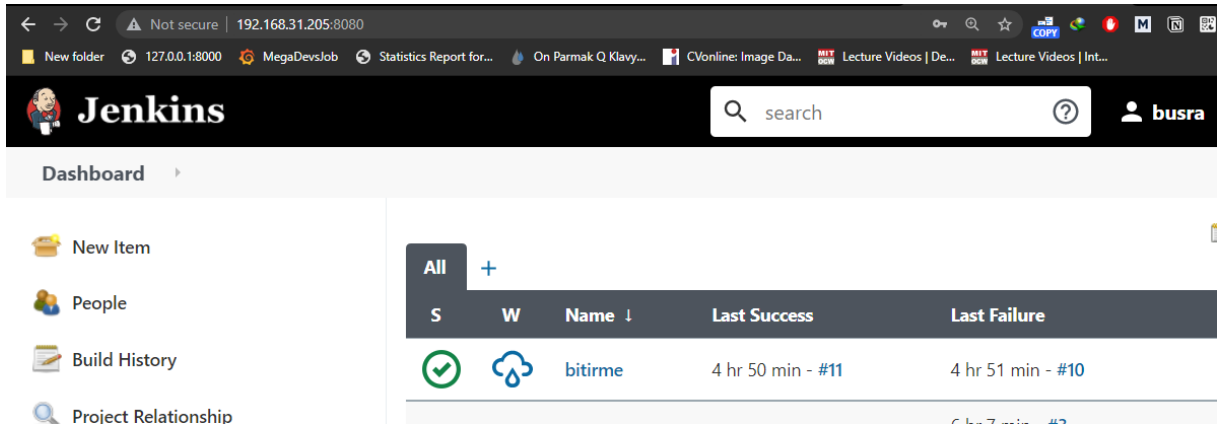 Not secure | 192.168.31.205:8080
COPY M N
New folder 127.0.0.1:8000 MegaDevsJob Statistics Report for... On Parmak Q Klavy... CVonline: Image Da... MIT OCW Lecture Videos | De... MIT OCW Lecture Videos | Int...
Jenkins search busra
Dashboard
New Item
People
Build History
Project Relationship
All +
S W Name ↓ Last Success Last Failure
bitirme 4 hr 50 min - #11 4 hr 51 min - #10